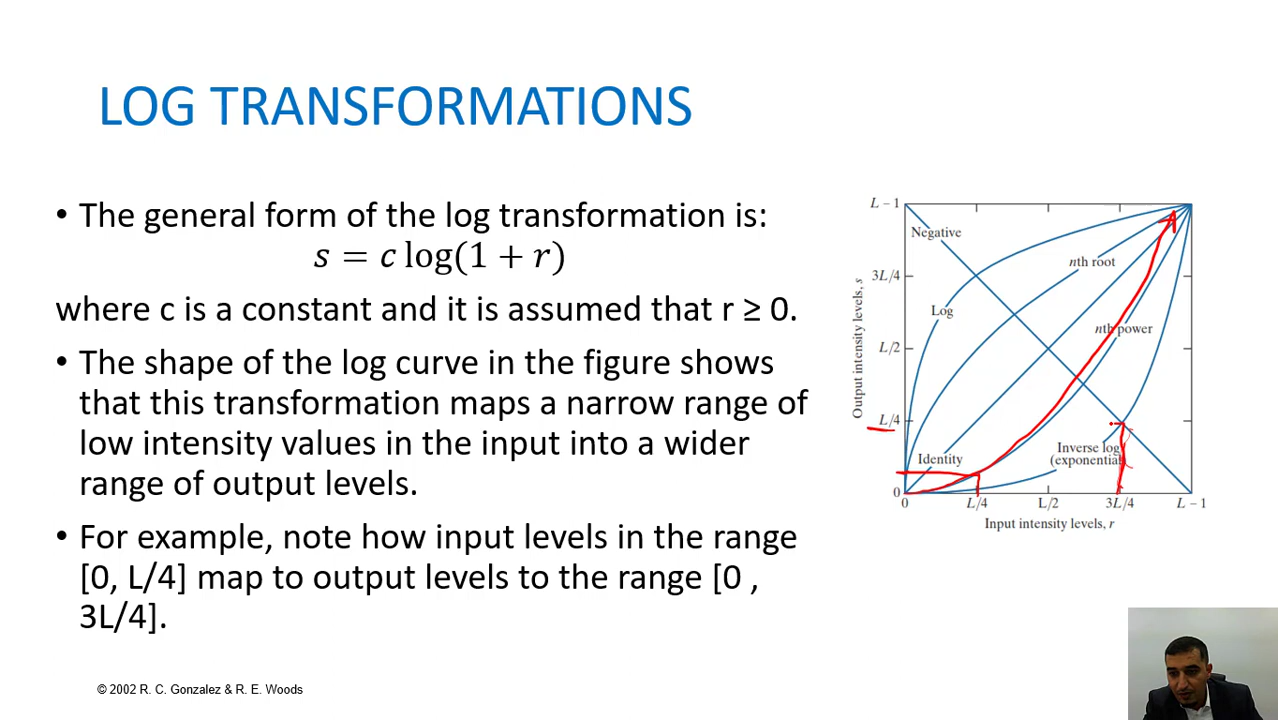 LOG TRANSFORMATIONS
• The general form of the log transformation is:
s = c log(1 + r)
where c is a constant and it is assumed that r ≥ 0.
• The shape of the log curve in the figure shows
that this transformation maps a narrow range of
low intensity values in the input into a wider
range of output levels.
• For example, note how input levels in the range
[0, L/4] map to output levels to the range [0 ,
3L/4].
© 2002 R. C. Gonzalez & R. E. Woods
L − 1
Negative
nth root
3L/4
Log
nth power
L/2
Output intensity levels, s
L/4
Inverse log
(exponential)
Identity
0
0 L/4 L/2 3L/4 L − 1
Input intensity levels, r